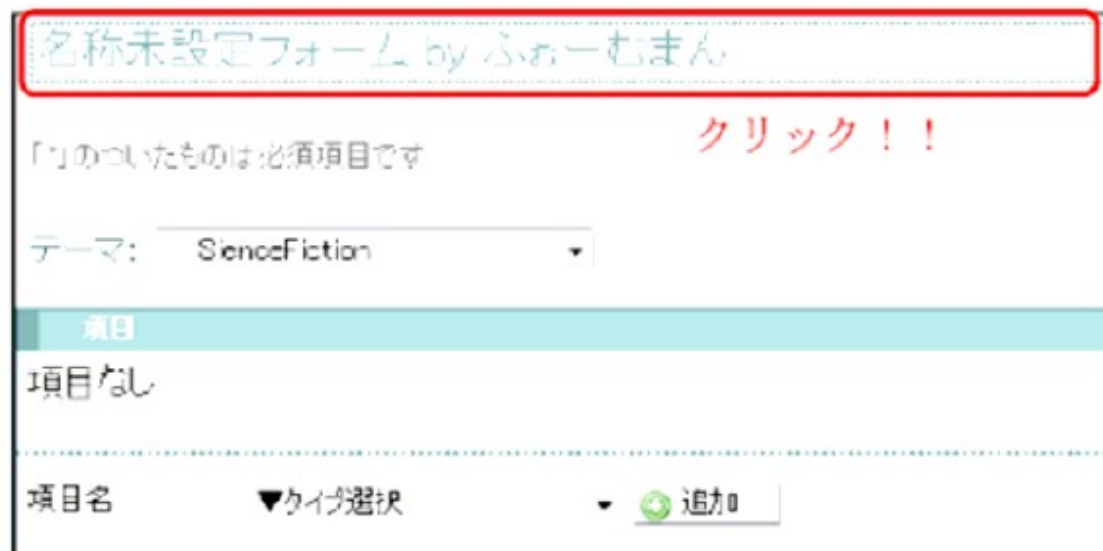 名称未設定フォーム by ふぉーむまん
クリック！！
「*」のついたものは必須項目です
テーマ: SienceFiction
項目
項目なし
項目名 ▼タイプ選択 追加